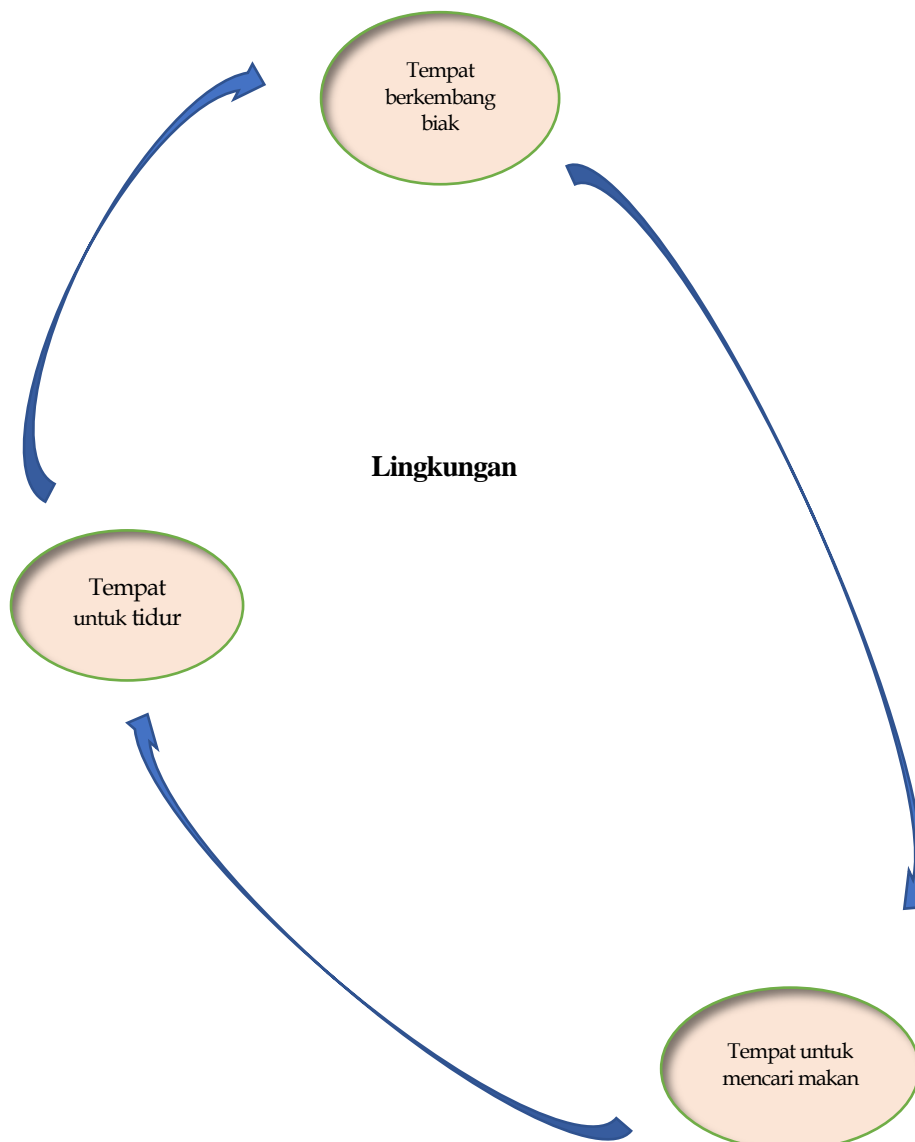 Tempat
berkembang
biak
Lingkungan
Tempat
untuk tidur
Tempat untuk
mencari makan